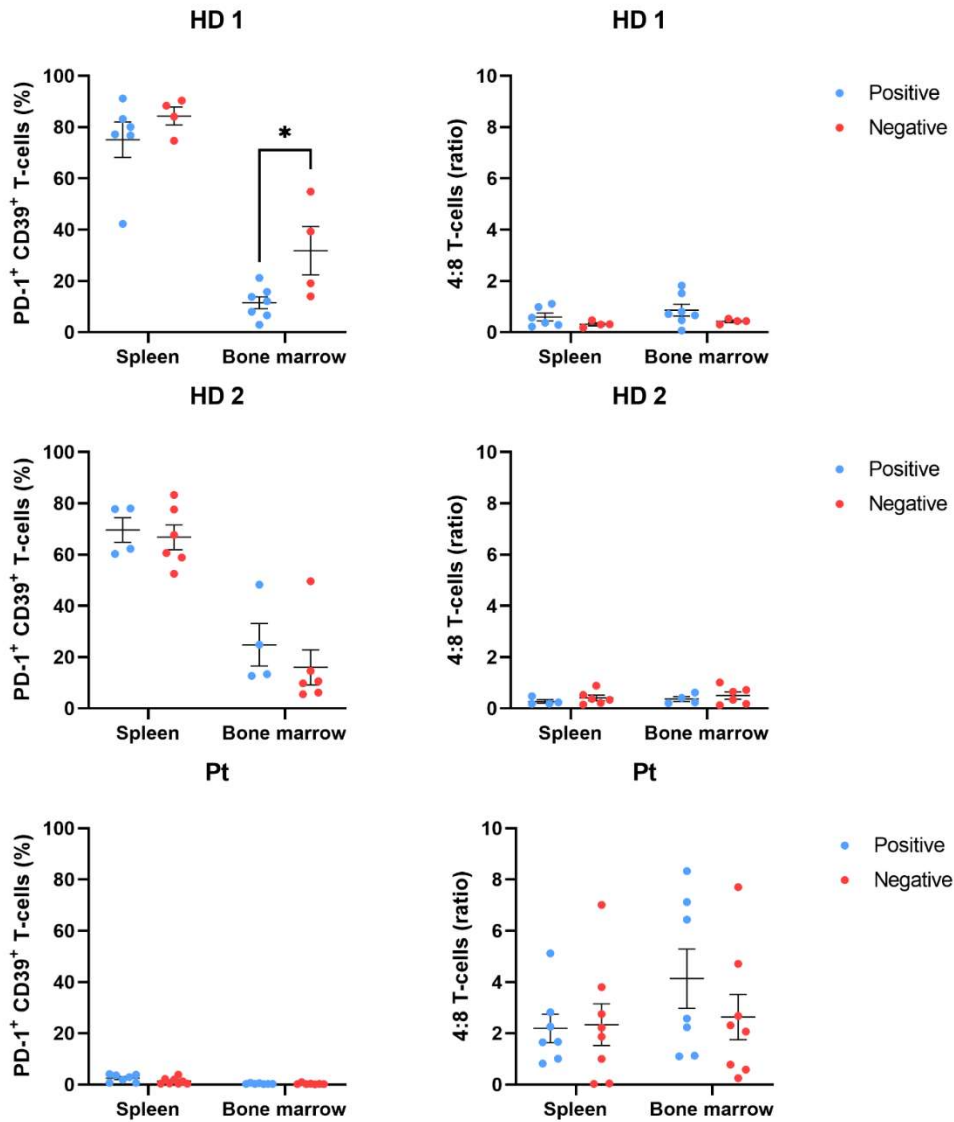 HD 1
PD-1⁺ CD39⁺ T-cells (%)
100
80
60
40
20
0
*
Spleen
Bone marrow
HD 1
4:8 T-cells (ratio)
10
8
6
4
2
0
Spleen
Bone marrow
Positive
Negative
HD 2
PD-1⁺ CD39⁺ T-cells (%)
100
80
60
40
20
0
Spleen
Bone marrow
HD 2
4:8 T-cells (ratio)
10
8
6
4
2
0
Spleen
Bone marrow
Positive
Negative
Pt
PD-1⁺ CD39⁺ T-cells (%)
100
80
60
40
20
0
Spleen
Bone marrow
Pt
4:8 T-cells (ratio)
10
8
6
4
2
0
Spleen
Bone marrow
Positive
Negative